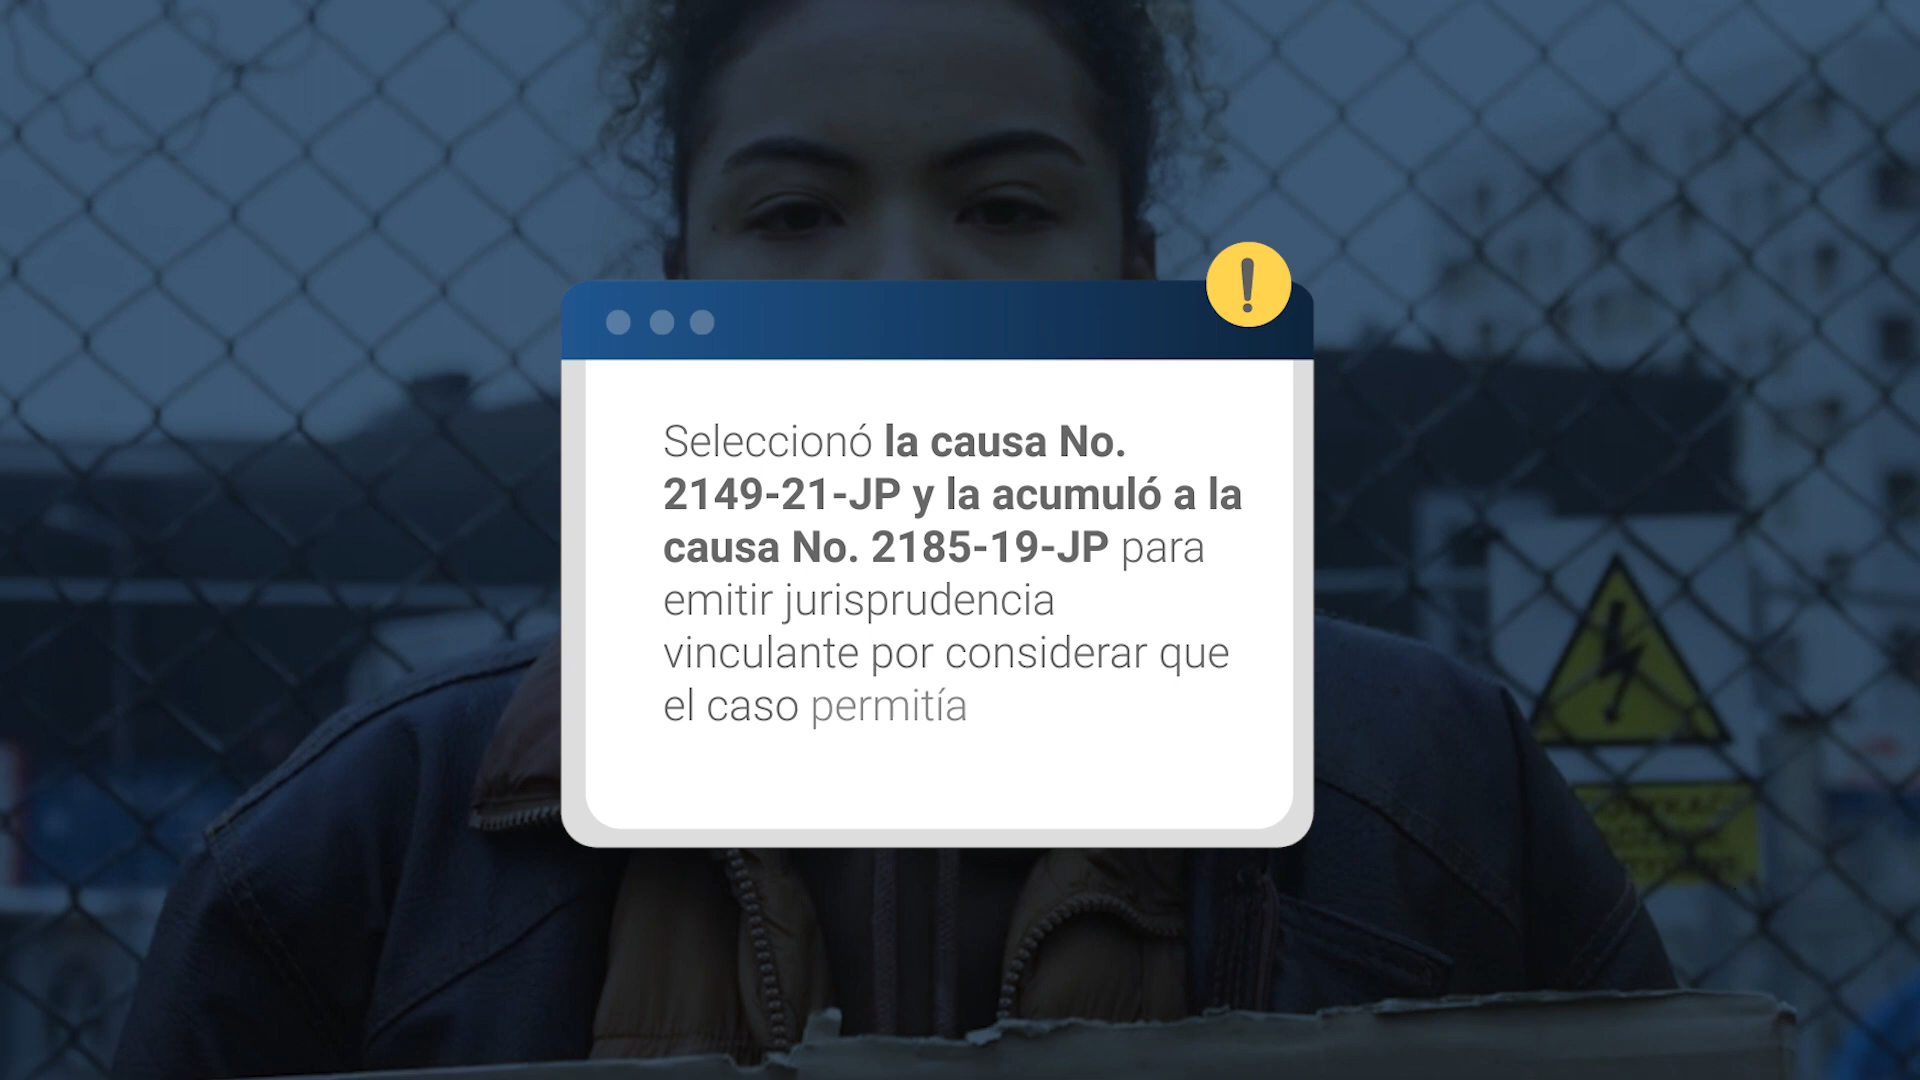 Seleccionó la causa No.
2149-21-JP y la acumuló a la
causa No. 2185-19-JP para
emitir jurisprudencia
vinculante por considerar que
el caso permitía